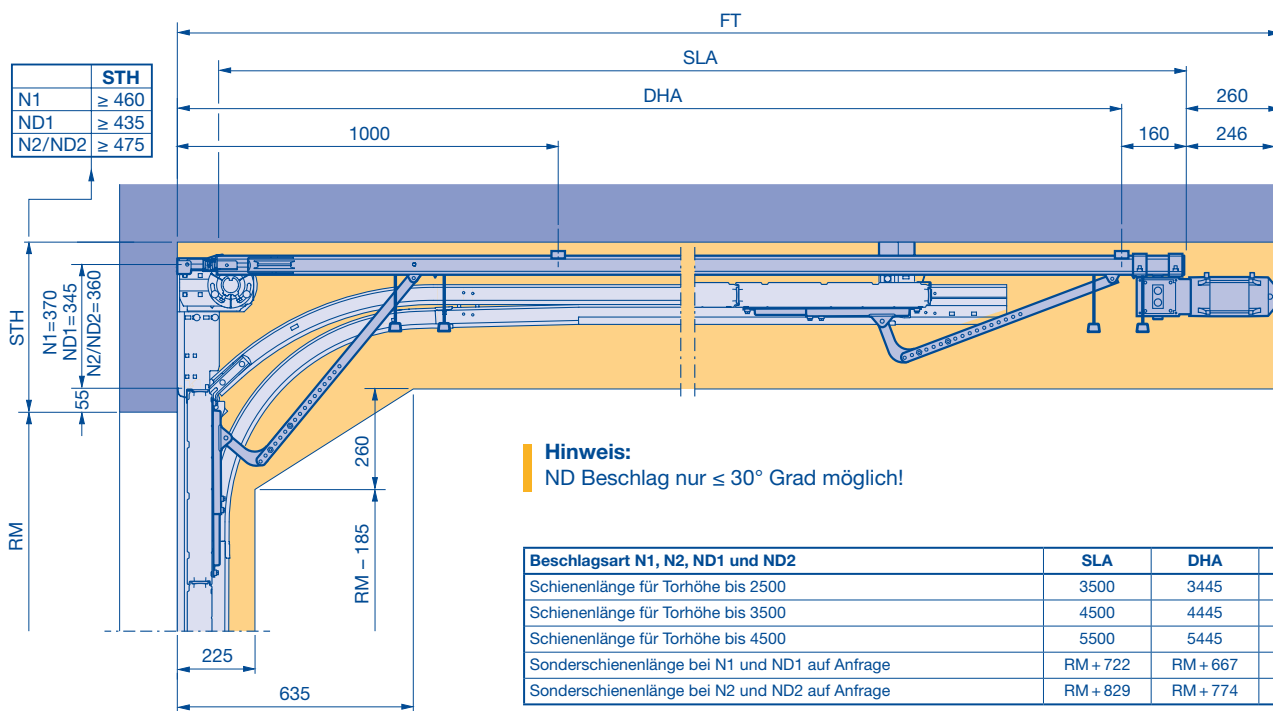 FT
SLA
DHA
260
1000
160
246
STH
N1 ≥ 460
ND1 ≥ 435
N2/ND2 ≥ 475
STH
N1=370
ND1=345
N2/ND2=360
55
RM
260
RM – 185
225
635
Hinweis:
ND Beschlag nur ≤ 30° Grad möglich!
Beschlagsart N1, N2, ND1 und ND2 SLA DHA
Schienenlänge für Torhöhe bis 2500 3500 3445
Schienenlänge für Torhöhe bis 3500 4500 4445
Schienenlänge für Torhöhe bis 4500 5500 5445
Sonderschienenlänge bei N1 und ND1 auf Anfrage RM + 722 RM + 667
Sonderschienenlänge bei N2 und ND2 auf Anfrage RM + 829 RM + 774